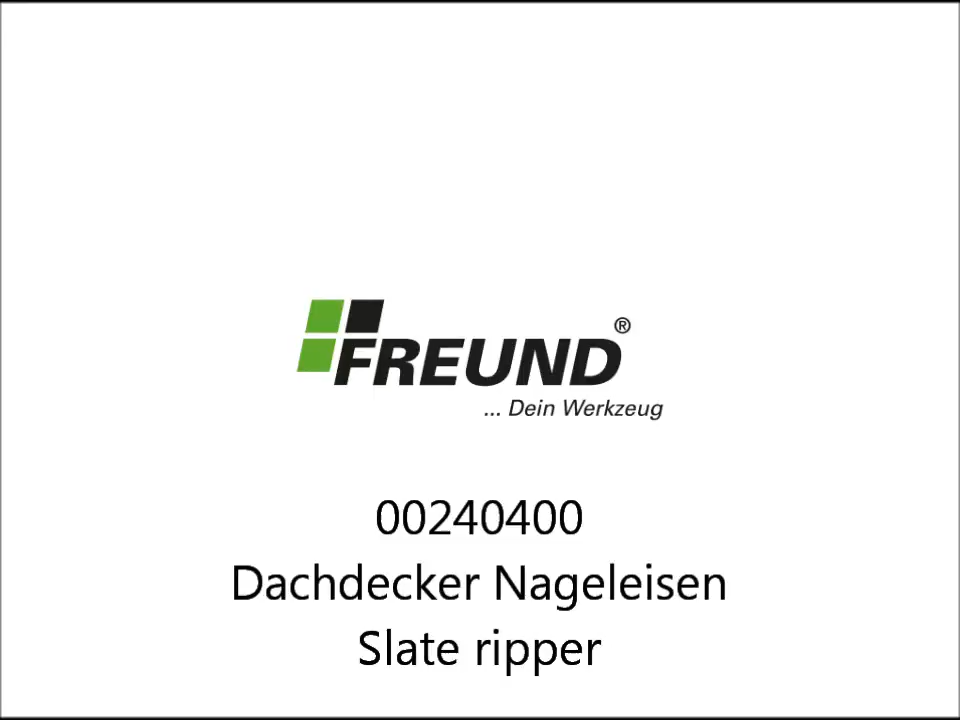 FREUND®
... Dein Werkzeug
00240400
Dachdecker Nageleisen
Slate ripper